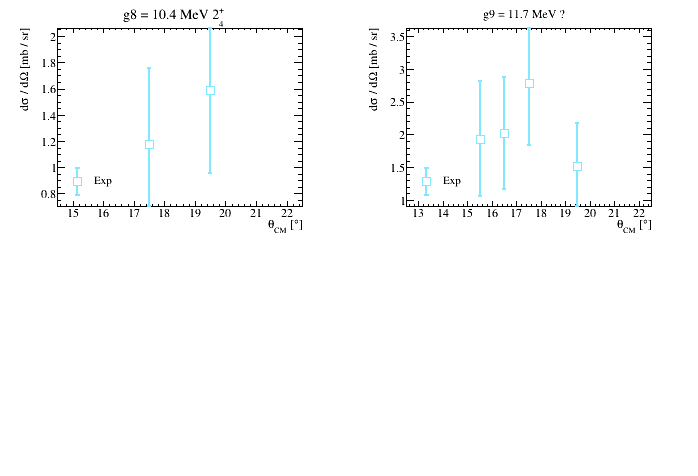 g8 = 10.4 MeV 2⁺₄
dσ / dΩ [mb / sr]
2
1.8
1.6
1.4
1.2
1
0.8
Exp
15 16 17 18 19 20 21 22
θCM [°]
g9 = 11.7 MeV ?
dσ / dΩ [mb / sr]
3.5
3
2.5
2
1.5
1
Exp
13 14 15 16 17 18 19 20 21 22
θCM [°]